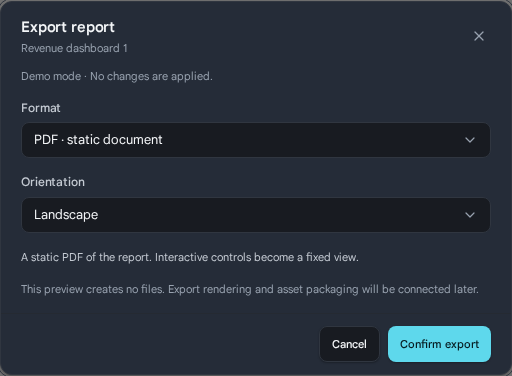 Export report
Revenue dashboard 1
Demo mode · No changes are applied.
Format
PDF · static document
Orientation
Landscape
A static PDF of the report. Interactive controls become a fixed view.
This preview creates no files. Export rendering and asset packaging will be connected later.
Cancel
Confirm export